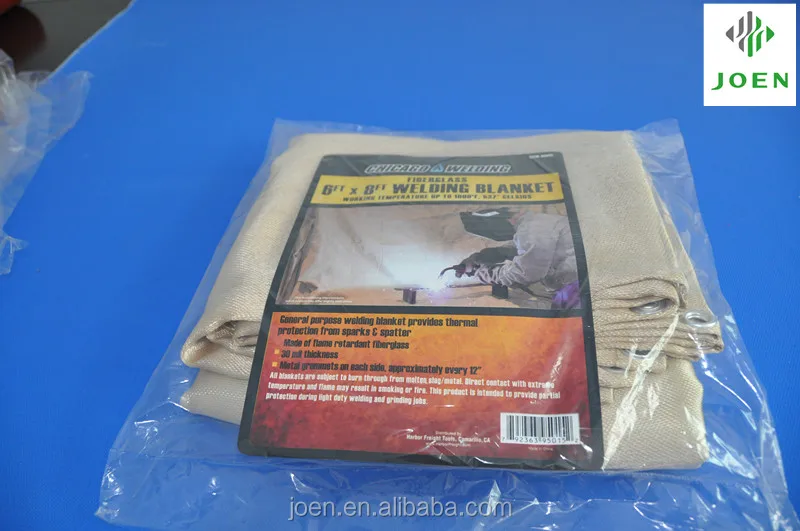 JOEN
CHICAGO WELDING
FIBERGLASS
6FT X 8FT WELDING BLANKET
WORKING TEMPERATURE UP TO 1000°F, 537° CELSIUS
General purpose welding blanket provides thermal
protection from sparks & spatter
Made of flame retardant fiberglass
30 mil thickness
Metal grommets on each side, approximately every 12"
All blankets are subject to burn through from molten slag/metal. Direct contact with extreme
temperature and flame may result in smoking or fire. This product is intended to provide partial
protection during light duty welding and grinding jobs.
Distributed by
Harbor Freight Tools, Camarillo, CA
Made in China
joen.en.alibaba.com